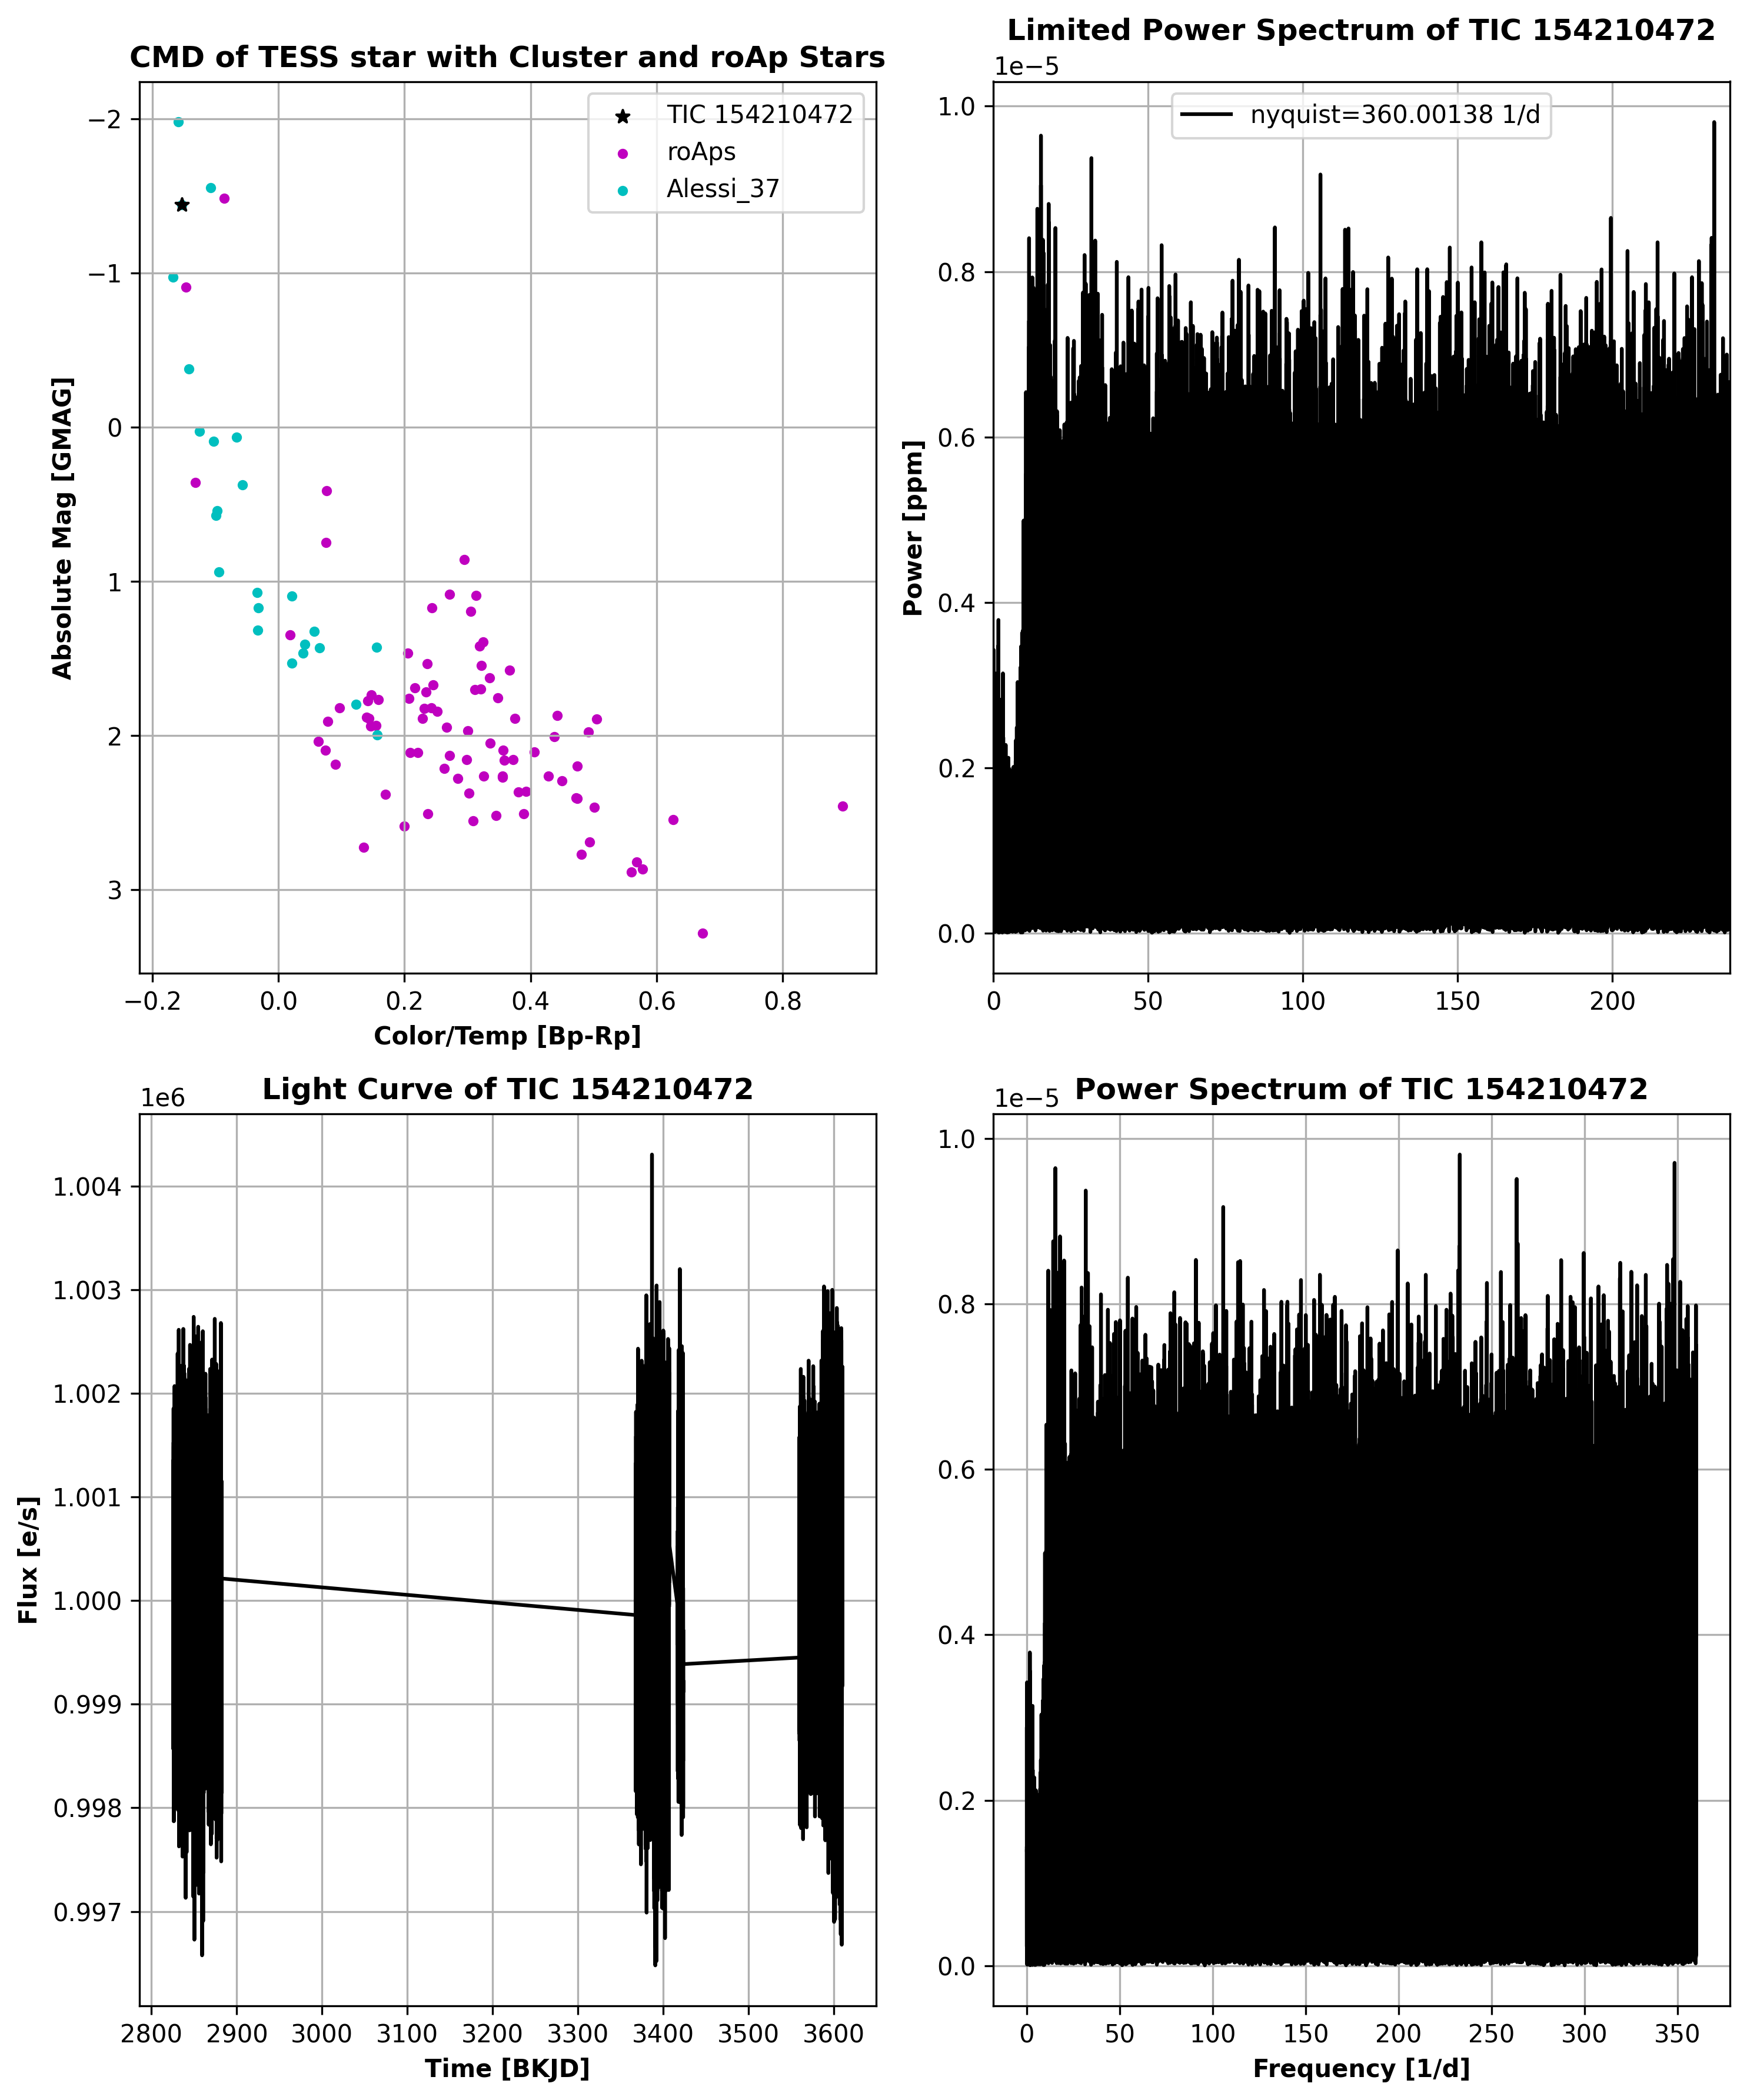 CMD of TESS star with Cluster and roAp Stars
TIC 154210472
roAps
Alessi_37
−2
−1
0
1
2
3
Absolute Mag [GMAG]
−0.2 0.0 0.2 0.4 0.6 0.8
Color/Temp [Bp-Rp]
Limited Power Spectrum of TIC 154210472
1e−5
nyquist=360.00138 1/d
1.0
0.8
0.6
0.4
0.2
0.0
Power [ppm]
0 50 100 150 200
Light Curve of TIC 154210472
1e6
1.004
1.003
1.002
1.001
1.000
0.999
0.998
0.997
Flux [e/s]
2800 2900 3000 3100 3200 3300 3400 3500 3600
Time [BKJD]
Power Spectrum of TIC 154210472
1e−5
1.0
0.8
0.6
0.4
0.2
0.0
0 50 100 150 200 250 300 350
Frequency [1/d]